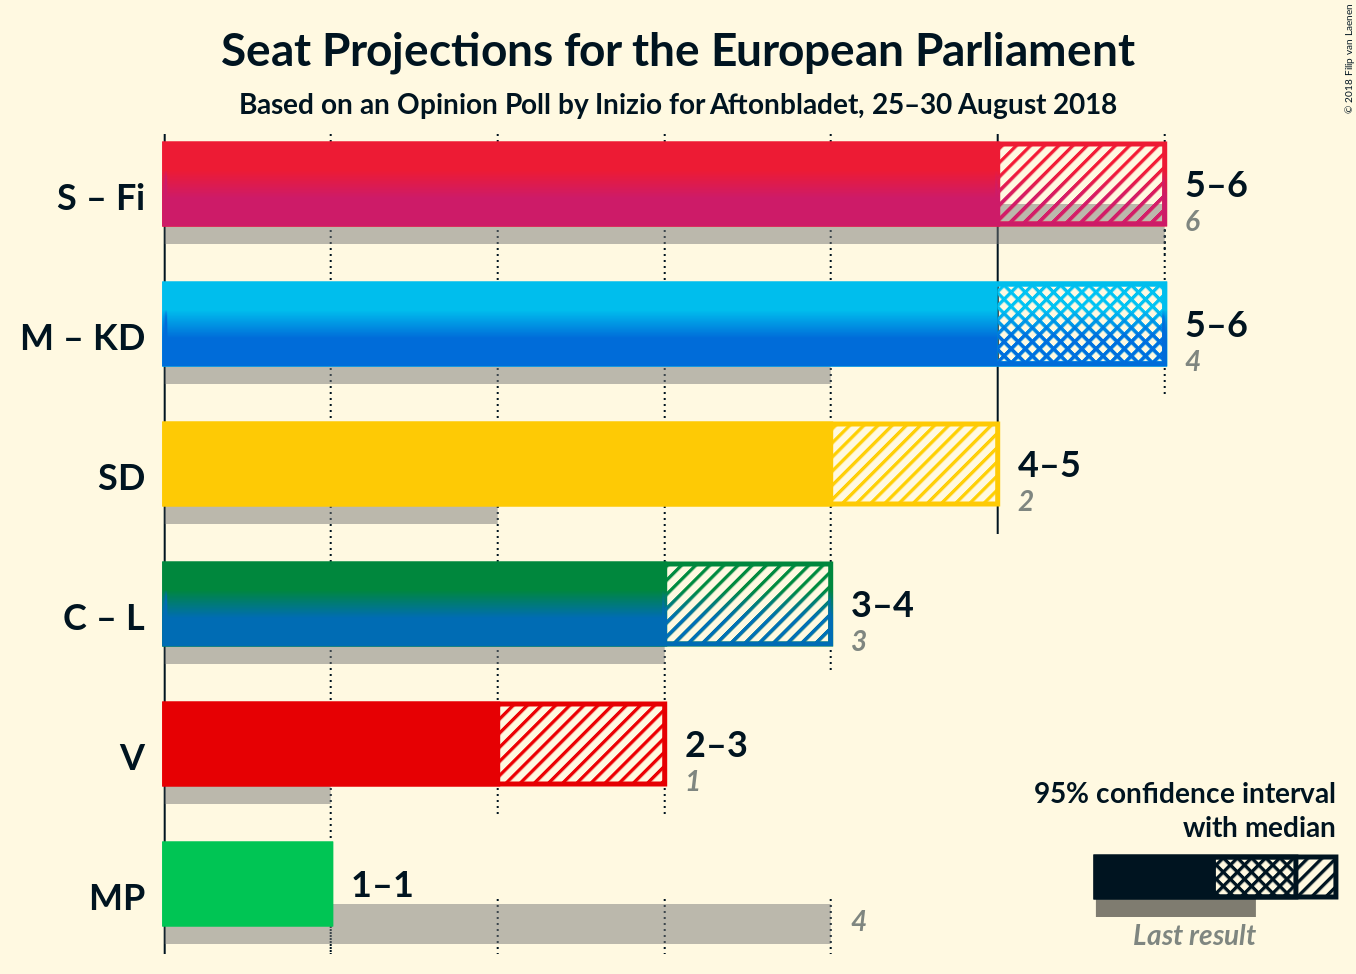 Seat Projections for the European Parliament
Based on an Opinion Poll by Inizio for Aftonbladet, 25–30 August 2018
© 2018 Filip van Laenen
S – Fi
5–6
6
M – KD
5–6
4
SD
4–5
2
C – L
3–4
3
V
2–3
1
MP
1–1
4
95% confidence interval
with median
Last result